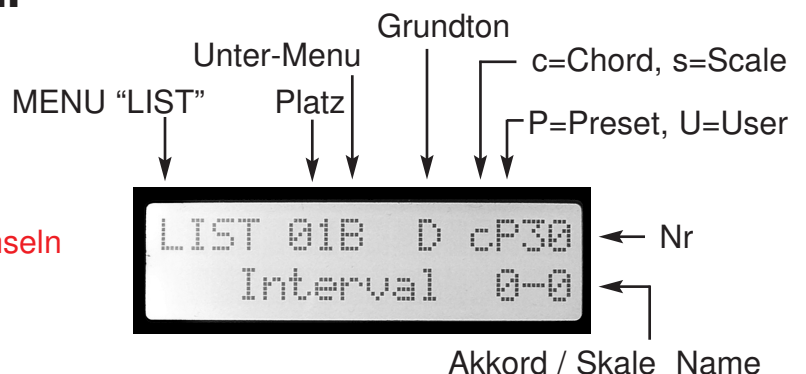 Grundton
Unter-Menu
c=Chord, s=Scale
MENU “LIST”
Platz
P=Preset, U=User
LIST 01B D cP30
Nr
Interval 0-0
Akkord / Skale Name